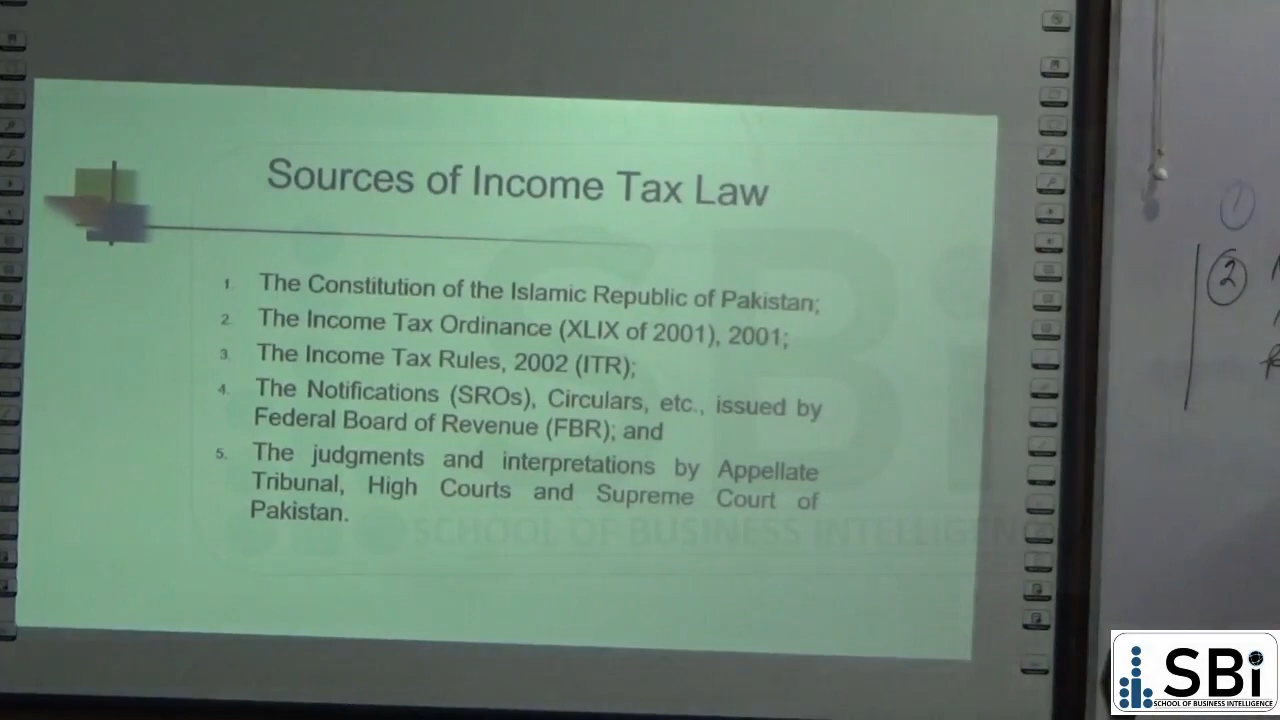 Sources of Income Tax Law
1. The Constitution of the Islamic Republic of Pakistan;
2. The Income Tax Ordinance (XLIX of 2001), 2001;
3. The Income Tax Rules, 2002 (ITR);
4. The Notifications (SROs), Circulars, etc., issued by
Federal Board of Revenue (FBR); and
5. The judgments and interpretations by Appellate
Tribunal, High Courts and Supreme Court of
Pakistan.
SBi
SCHOOL OF BUSINESS INTELLIGENCE
1
2
SBi
SCHOOL OF BUSINESS INTELLIGENCE